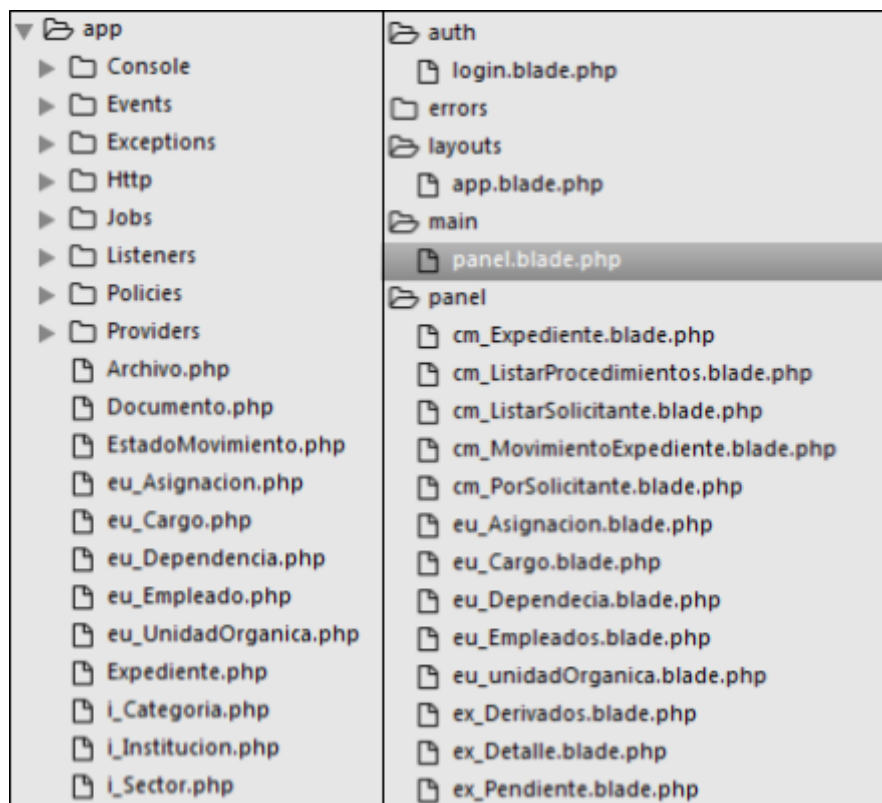 app
Console
Events
Exceptions
Http
Jobs
Listeners
Policies
Providers
Archivo.php
Documento.php
EstadoMovimiento.php
eu_Asignacion.php
eu_Cargo.php
eu_Dependencia.php
eu_Empleado.php
eu_UnidadOrganica.php
Expediente.php
i_Categoria.php
i_Institucion.php
i_Sector.php
auth
login.blade.php
errors
layouts
app.blade.php
main
panel.blade.php
panel
cm_Expediente.blade.php
cm_ListarProcedimientos.blade.php
cm_ListarSolicitante.blade.php
cm_MovimientoExpediente.blade.php
cm_PorSolicitante.blade.php
eu_Asignacion.blade.php
eu_Cargo.blade.php
eu_Dependecia.blade.php
eu_Empleados.blade.php
eu_unidadOrganica.blade.php
ex_Derivados.blade.php
ex_Detalle.blade.php
ex_Pendiente.blade.php